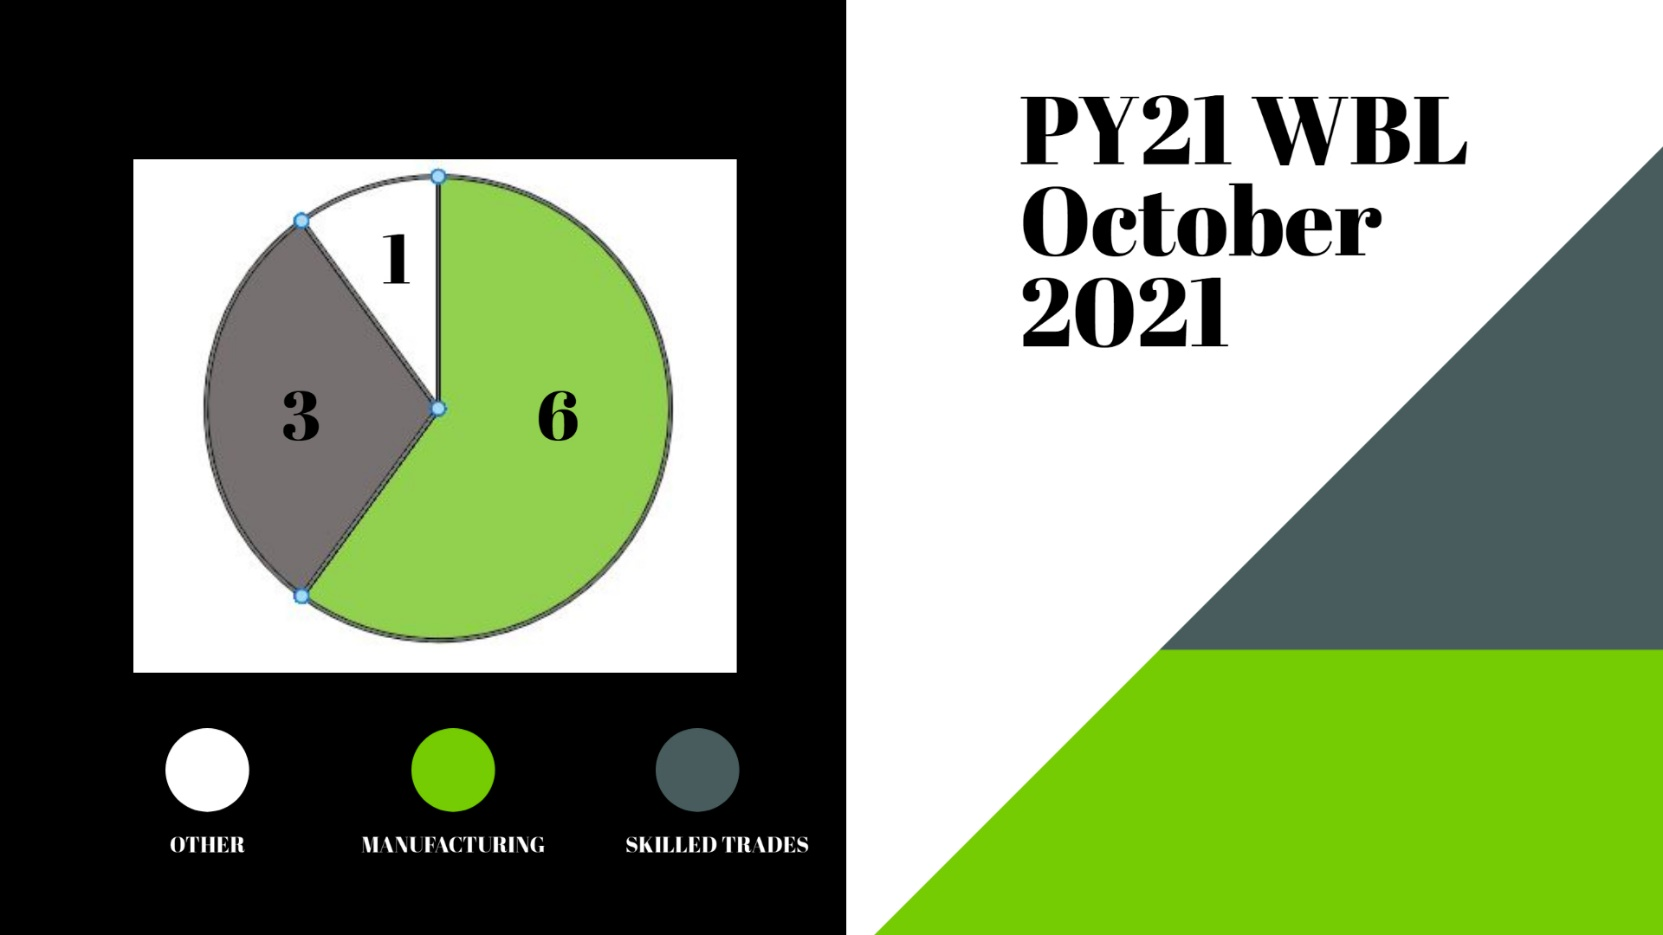 1
3
6
OTHER
MANUFACTURING
SKILLED TRADES
PY21 WBL
October
2021